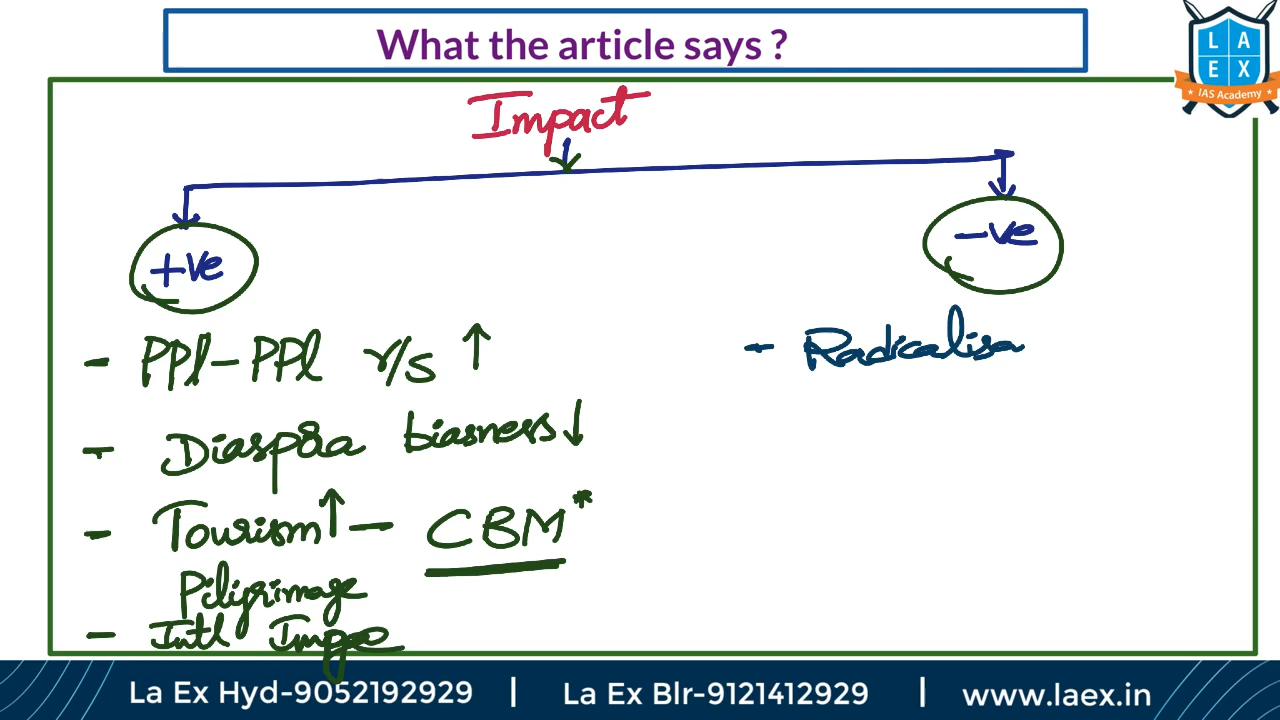 What the article says ?
L A
E X
IAS Academy
Impact
+ve
-ve
- PPl-PPl r/s ↑
- Radicalisa
- Diaspora biasness ↓
- Tourism ↑ - CBM*
Piligrimage
- Intl Image
La Ex Hyd-9052192929 | La Ex Blr-9121412929 | www.laex.in